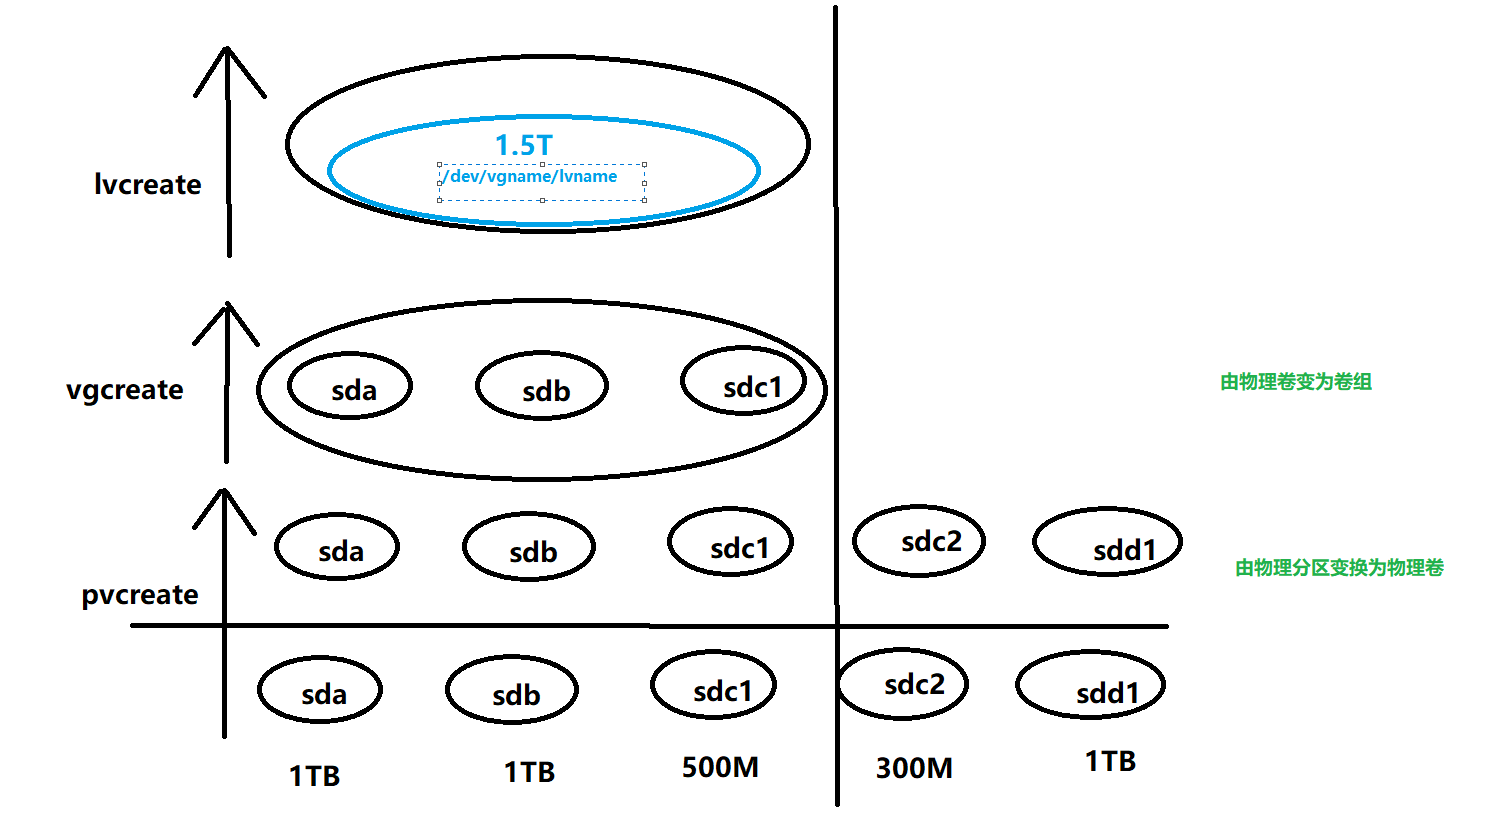 1.5T
/dev/vgname/lvname
lvcreate
vgcreate
sda
sdb
sdc1
由物理卷变为卷组
sda
sdb
sdc1
sdc2
sdd1
由物理分区变换为物理卷
pvcreate
sda
sdb
sdc1
sdc2
sdd1
1TB
1TB
500M
300M
1TB